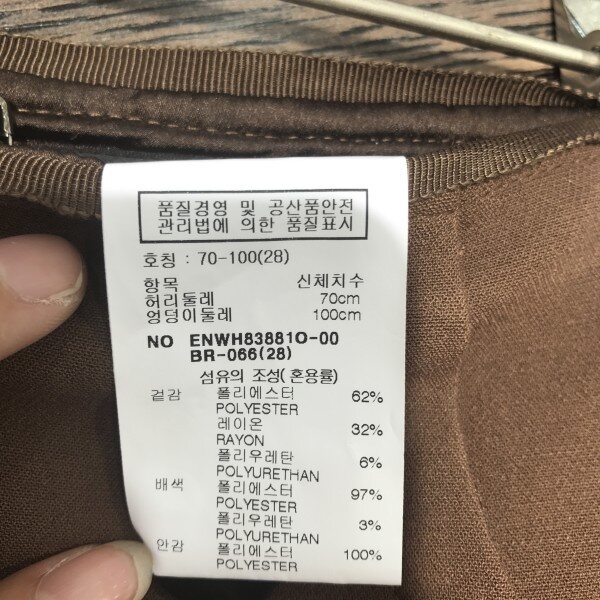 품질경영 및 공산품안전
관리법에 의한 품질표시
호칭 : 70-100(28)
항목 신체치수
허리둘레 70cm
엉덩이둘레 100cm
NO ENWH83881O-00
BR-066(28)
섬유의 조성( 혼용률)
겉감 폴리에스터 62%
POLYESTER
레이온 32%
RAYON
폴리우레탄 6%
POLYURETHAN
배색 폴리에스터 97%
POLYESTER
폴리우레탄 3%
POLYURETHAN
안감 폴리에스터 100%
POLYESTER